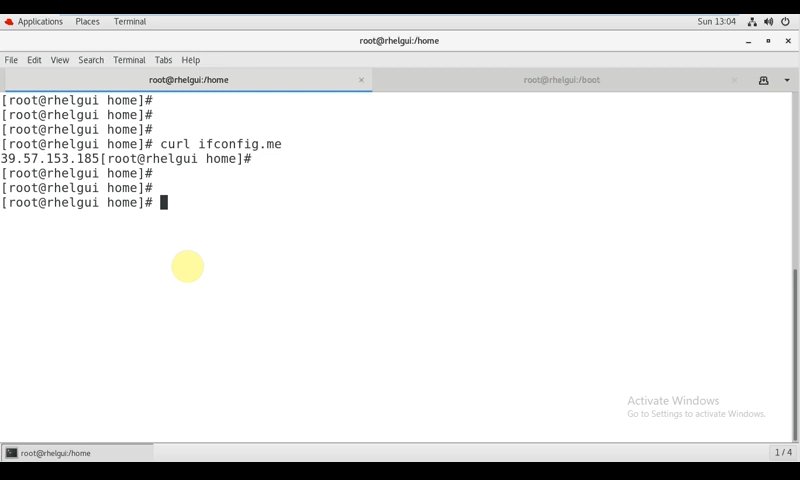 Applications Places Terminal Sun 13:04
root@rhelgui:/home
File Edit View Search Terminal Tabs Help
root@rhelgui:/home × root@rhelgui:/boot ×
[root@rhelgui home]#
[root@rhelgui home]#
[root@rhelgui home]#
[root@rhelgui home]# curl ifconfig.me
39.57.153.185[root@rhelgui home]#
[root@rhelgui home]#
[root@rhelgui home]#
[root@rhelgui home]#
Activate Windows
Go to Settings to activate Windows.
root@rhelgui:/home 1 / 4